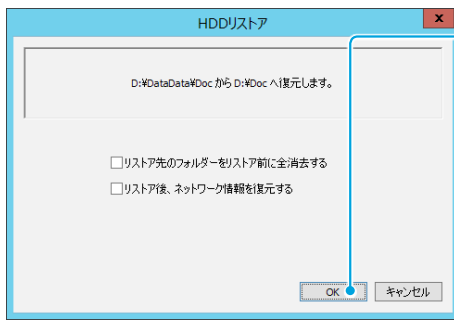 HDDリストア
x
D:¥DataData¥Doc から D:¥Doc へ復元します。
リストア先のフォルダーをリストア前に全消去する
リストア後、ネットワーク情報を復元する
OK
キャンセル